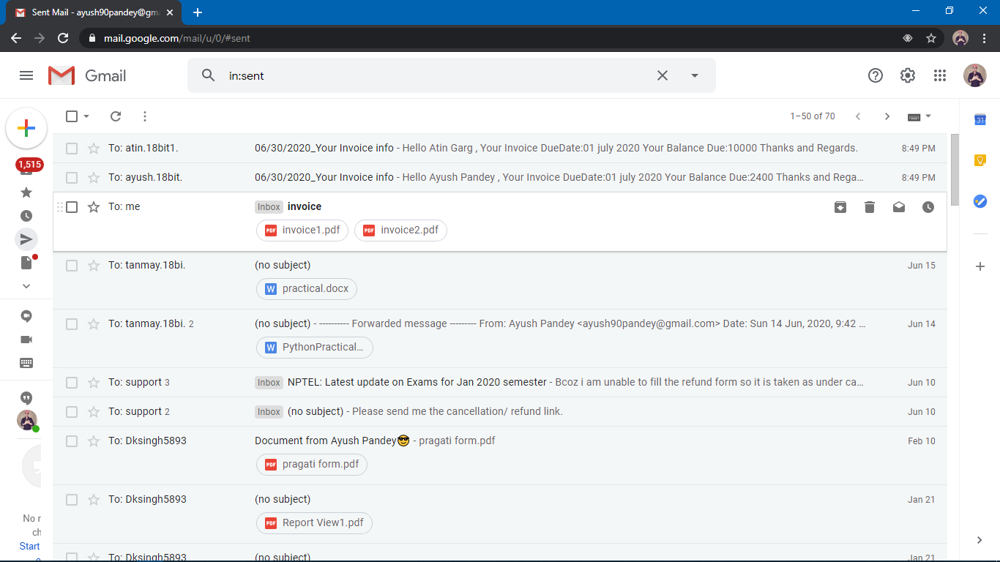 Sent Mail - ayush90pandey@gma
mail.google.com/mail/u/0/#sent
Gmail
in:sent
1–50 of 70
31
1,515
To: atin.18bit1. 06/30/2020_Your Invoice info - Hello Atin Garg , Your Invoice DueDate:01 july 2020 Your Balance Due:10000 Thanks and Regards. 8:49 PM
To: ayush.18bit. 06/30/2020_Your Invoice info - Hello Ayush Pandey , Your Invoice DueDate:01 july 2020 Your Balance Due:2400 Thanks and Rega... 8:49 PM
To: me Inbox invoice
PDF invoice1.pdf PDF invoice2.pdf
To: tanmay.18bi. (no subject) Jun 15
W practical.docx
To: tanmay.18bi. 2 (no subject) - ---------- Forwarded message --------- From: Ayush Pandey <ayush90pandey@gmail.com> Date: Sun 14 Jun, 2020, 9:42 ... Jun 14
W PythonPractical...
To: support 3 Inbox NPTEL: Latest update on Exams for Jan 2020 semester - Bcoz i am unable to fill the refund form so it is taken as under ca... Jun 10
To: support 2 Inbox (no subject) - Please send me the cancellation/ refund link. Jun 10
To: Dksingh5893 Document from Ayush Pandey😎 - pragati form.pdf Feb 10
PDF pragati form.pdf
To: Dksingh5893 (no subject) Jan 21
PDF Report View1.pdf
No r
ch
Start
To: Dksingh5893 (no subject) Jan 21